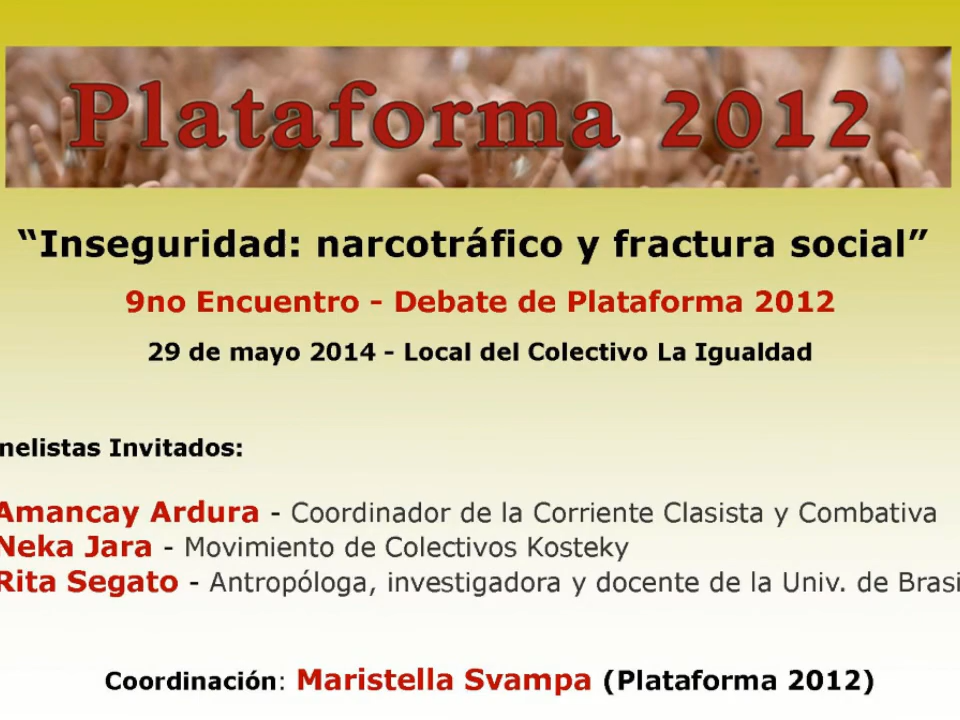 Plataforma 2012
“Inseguridad: narcotráfico y fractura social”
9no Encuentro - Debate de Plataforma 2012
29 de mayo 2014 - Local del Colectivo La Igualdad
nelistas Invitados:
Amancay Ardura - Coordinador de la Corriente Clasista y Combativa
Neka Jara - Movimiento de Colectivos Kosteky
Rita Segato - Antropóloga, investigadora y docente de la Univ. de Brasi
Coordinación: Maristella Svampa (Plataforma 2012)